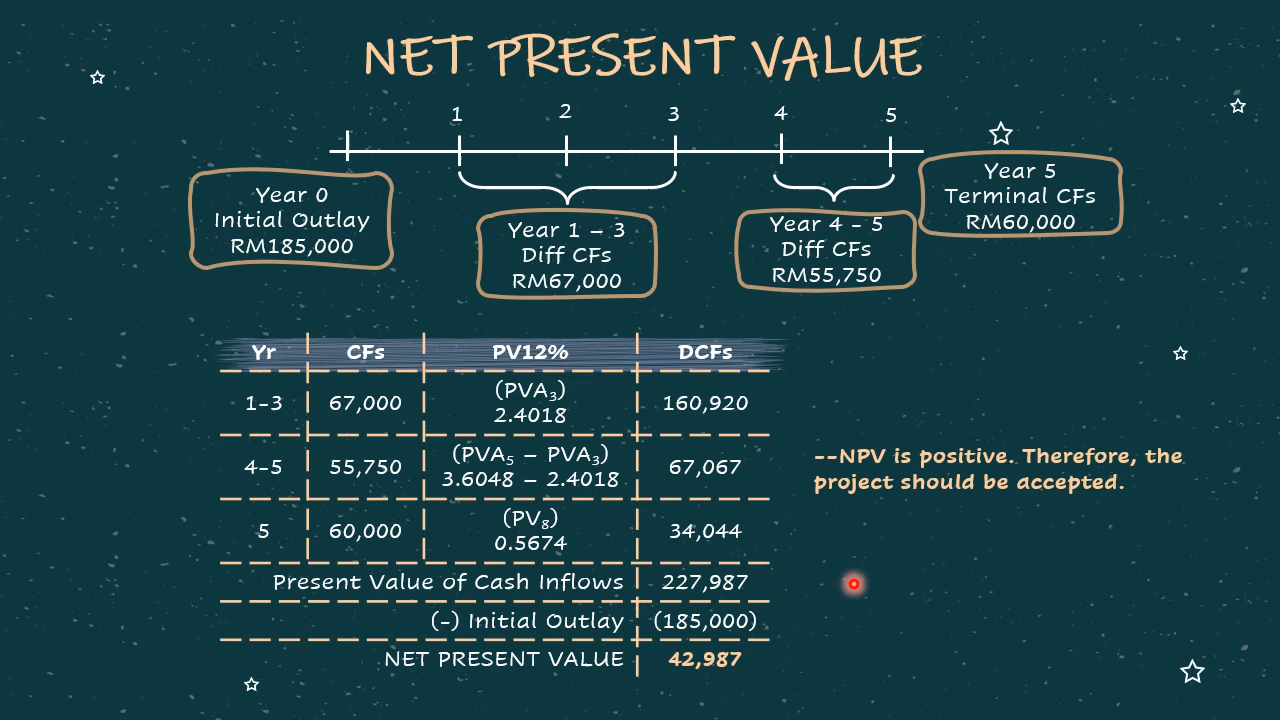 NET PRESENT VALUE
1 2 3 4 5
Year 0
Initial Outlay
RM185,000
Year 1 – 3
Diff CFs
RM67,000
Year 4 - 5
Diff CFs
RM55,750
Year 5
Terminal CFs
RM60,000
Yr CFs PV12% DCFs
1-3 67,000 (PVA₃) 2.4018 160,920
4-5 55,750 (PVA₅ – PVA₃) 3.6048 – 2.4018 67,067
5 60,000 (PV₈) 0.5674 34,044
Present Value of Cash Inflows 227,987
(-) Initial Outlay (185,000)
NET PRESENT VALUE 42,987
--NPV is positive. Therefore, the
project should be accepted.